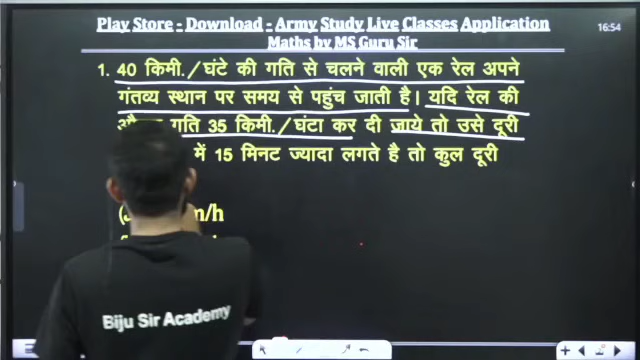 Play Store - Download - Army Study Live Classes Application
Maths by MS Guru Sir
16:54
1. 40 किमी./घंटे की गति से चलने वाली एक रेल अपने
गंतव्य स्थान पर समय से पहुंच जाती है। यदि रेल की
गति 35 किमी./घंटा कर दी जाये तो उसे दूरी
में 15 मिनट ज्यादा लगते है तो कुल दूरी
m/h
Biju Sir Academy